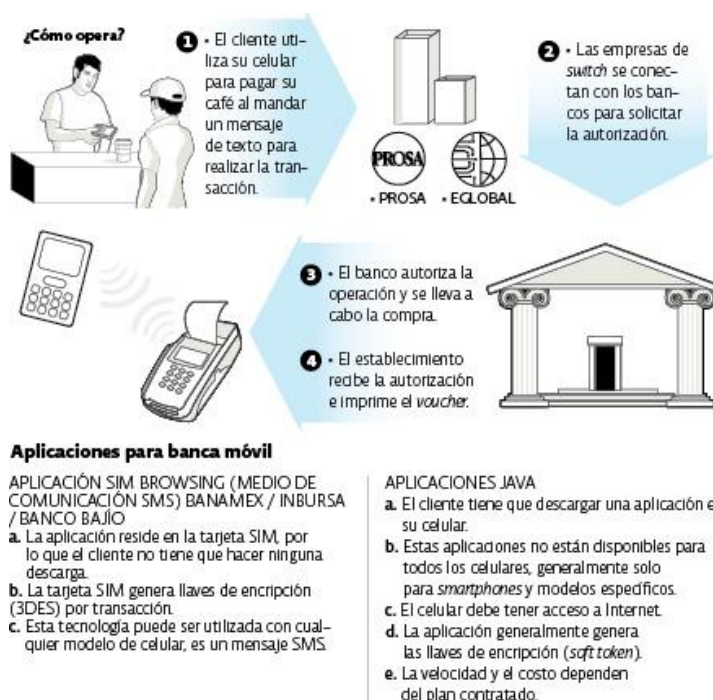 ¿Cómo opera?
1 • El cliente uti-
liza su celular
para pagar su
café al mandar
un mensaje
de texto para
realizar la tran-
sacción.
PROSA
• PROSA • EGLOBAL
2 • Las empresas de
switch se conec-
tan con los ban-
cos para solicitar
la autorización.
3 • El banco autoriza la
operación y se lleva a
cabo la compra.
4 • El establecimiento
recibe la autorización
e imprime el voucher.
Aplicaciones para banca móvil
APLICACIÓN SIM BROWSING (MEDIO DE
COMUNICACIÓN SMS) BANAMEX / INBURSA
/ BANCO BAJÍO
a. La aplicación reside en la tarjeta SIM, por
lo que el cliente no tiene que hacer ninguna
descarga.
b. La tarjeta SIM genera llaves de encripción
(3DES) por transacción.
c. Esta tecnología puede ser utilizada con cual-
quier modelo de celular, es un mensaje SMS.
APLICACIONES JAVA
a. El cliente tiene que descargar una aplicación e
su celular.
b. Estas aplicaciones no están disponibles para
todos los celulares, generalmente solo
para smartphones y modelos específicos.
c. El celular debe tener acceso a Internet.
d. La aplicación generalmente genera
las llaves de encripción (soft token).
e. La velocidad y el costo dependen
del plan contratado.